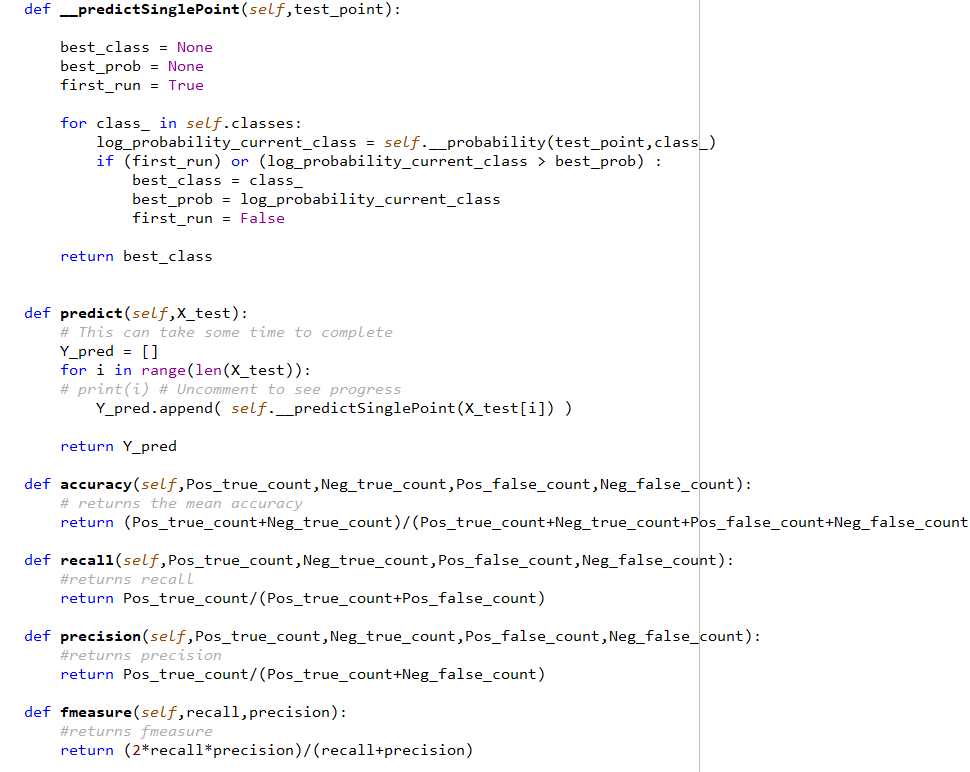 def __predictSinglePoint(self,test_point):
best_class = None
best_prob = None
first_run = True
for class_ in self.classes:
log_probability_current_class = self.__probability(test_point,class_)
if (first_run) or (log_probability_current_class > best_prob) :
best_class = class_
best_prob = log_probability_current_class
first_run = False
return best_class
def predict(self,X_test):
# This can take some time to complete
Y_pred = []
for i in range(len(X_test)):
# print(i) # Uncomment to see progress
Y_pred.append( self.__predictSinglePoint(X_test[i]) )
return Y_pred
def accuracy(self,Pos_true_count,Neg_true_count,Pos_false_count,Neg_false_count):
# returns the mean accuracy
return (Pos_true_count+Neg_true_count)/(Pos_true_count+Neg_true_count+Pos_false_count+Neg_false_count
def recall(self,Pos_true_count,Neg_true_count,Pos_false_count,Neg_false_count):
#returns recall
return Pos_true_count/(Pos_true_count+Pos_false_count)
def precision(self,Pos_true_count,Neg_true_count,Pos_false_count,Neg_false_count):
#returns precision
return Pos_true_count/(Pos_true_count+Neg_false_count)
def fmeasure(self,recall,precision):
#returns fmeasure
return (2*recall*precision)/(recall+precision)